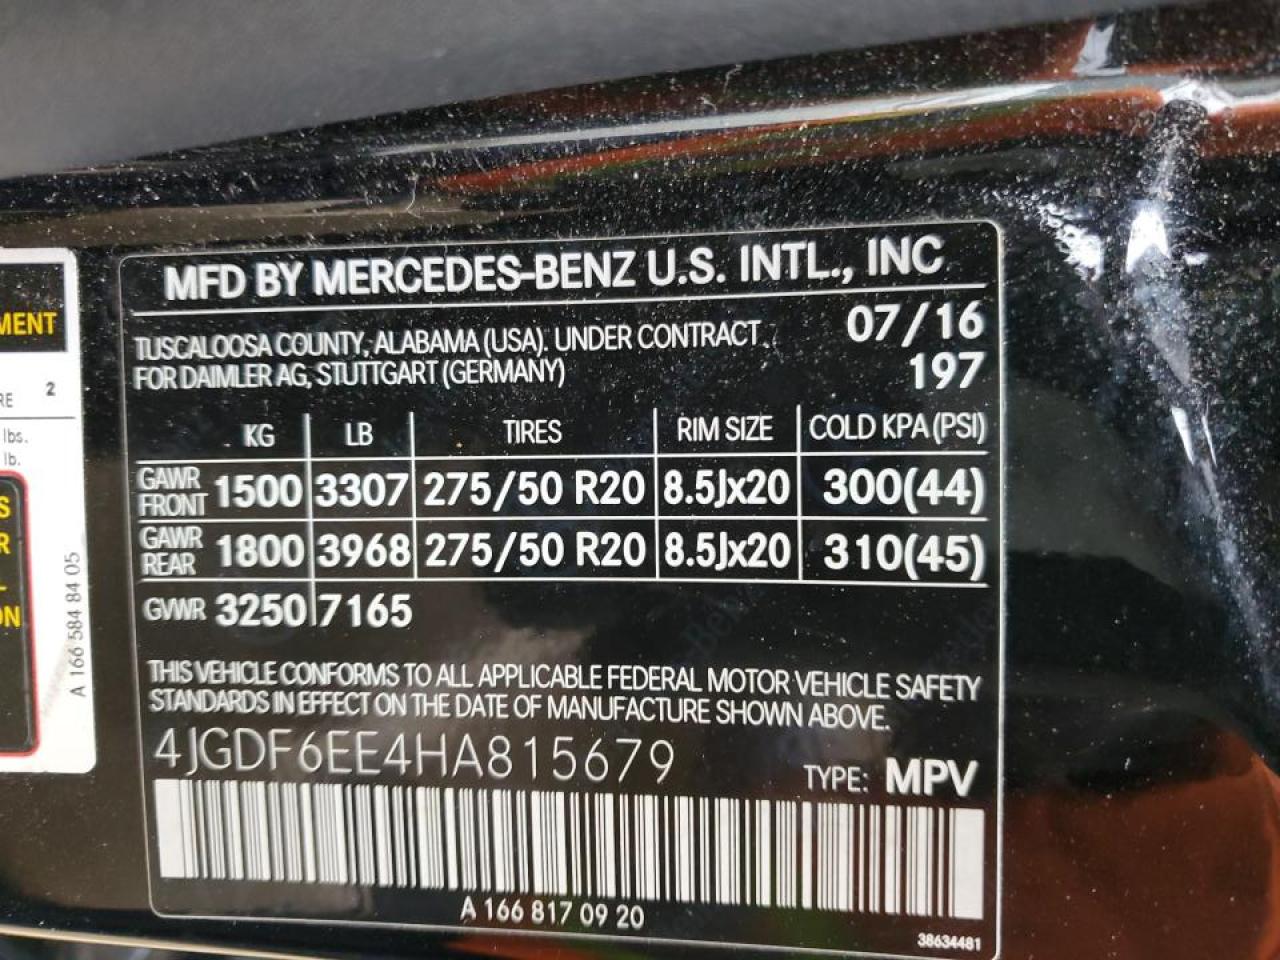 MFD BY MERCEDES-BENZ U.S. INTL., INC
TUSCALOOSA COUNTY, ALABAMA (USA). UNDER CONTRACT
FOR DAIMLER AG, STUTTGART (GERMANY)
07/16
197
KG LB TIRES RIM SIZE COLD KPA (PSI)
GAWR FRONT 1500 3307 275/50 R20 8.5Jx20 300(44)
GAWR REAR 1800 3968 275/50 R20 8.5Jx20 310(45)
GVWR 3250 7165
THIS VEHICLE CONFORMS TO ALL APPLICABLE FEDERAL MOTOR VEHICLE SAFETY
STANDARDS IN EFFECT ON THE DATE OF MANUFACTURE SHOWN ABOVE.
4JGDF6EE4HA815679
TYPE: MPV
A 166 817 09 20
38634481
2
lbs.
lb.
A 166 584 84 05